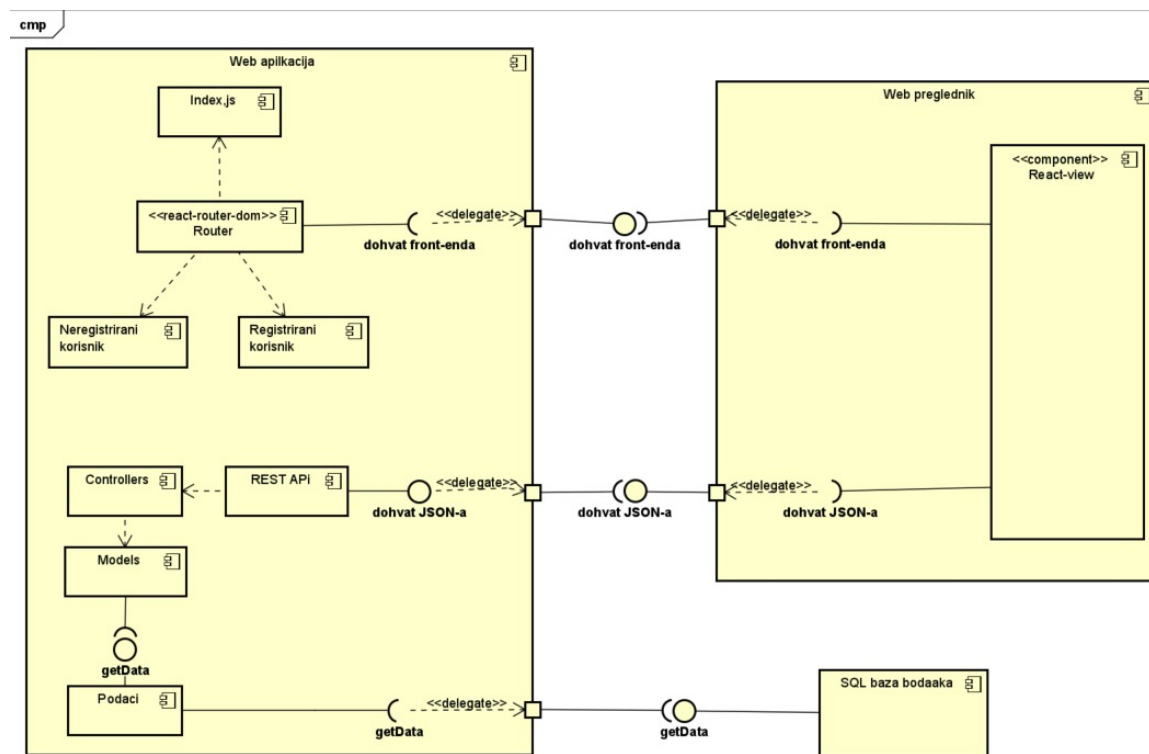 cmp
Web apilkacija
Index,js
<<react-router-dom>>
Router
<<delegate>>
dohvat front-enda
dohvat front-enda
Web preglednik
<<component>>
React-view
<<delegate>>
dohvat front-enda
Neregistrirani
korisnik
Registrirani
korisnik
Controllers
REST APi
<<delegate>>
dohvat JSON-a
dohvat JSON-a
<<delegate>>
dohvat JSON-a
Models
getData
Podaci
<<delegate>>
getData
getData
SQL baza bodaaka